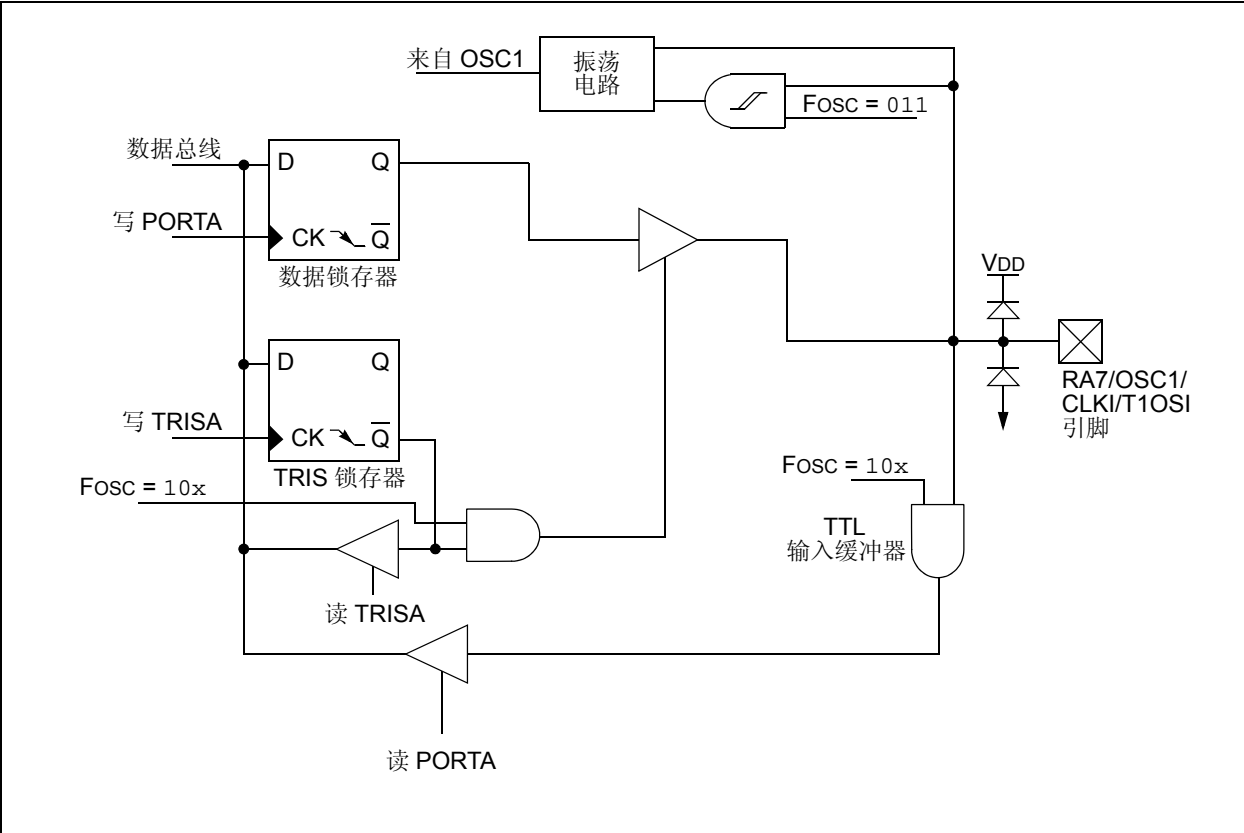 来自 OSC1
振荡
电路
FOSC = 011
数据总线
D
Q
写 PORTA
CK
Q̅
数据锁存器
VDD
D
Q
RA7/OSC1/
CLKI/T1OSI
引脚
写 TRISA
CK
Q̅
TRIS 锁存器
FOSC = 10x
FOSC = 10x
TTL
输入缓冲器
读 TRISA
读 PORTA